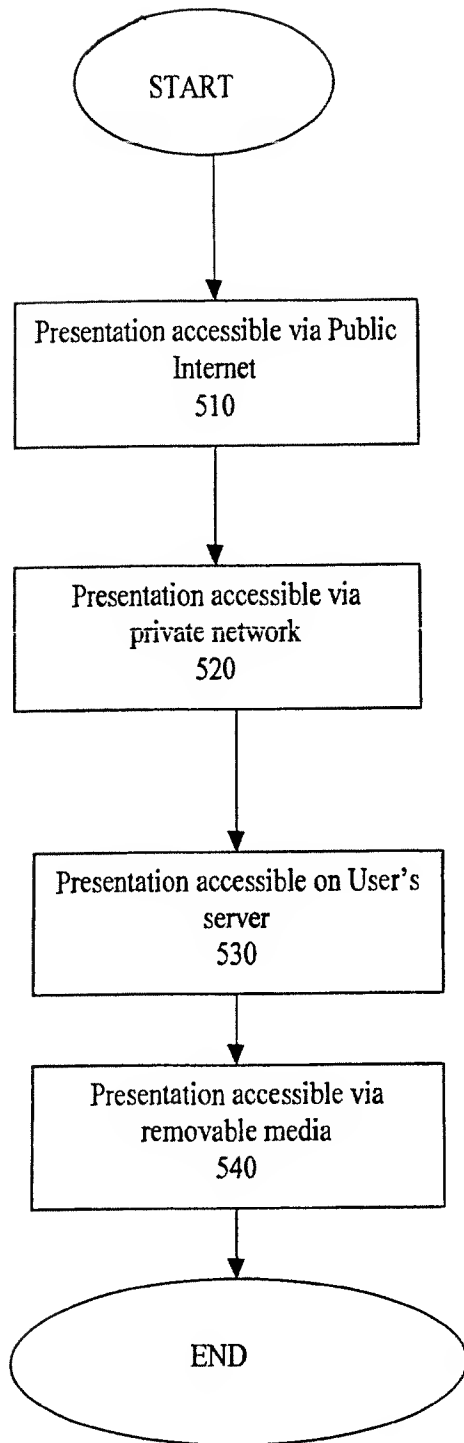 START
Presentation accessible via Public
Internet
510
Presentation accessible via
private network
520
Presentation accessible on User's
server
530
Presentation accessible via
removable media
540
END